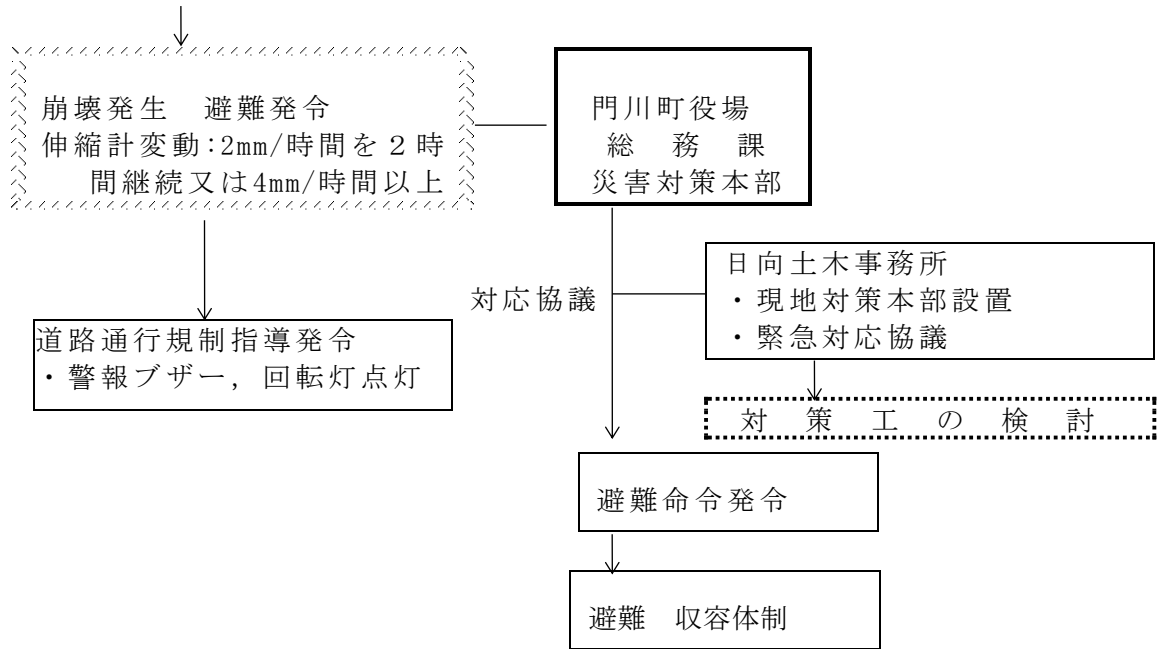 崩壊発生　避難発令
伸縮計変動:2mm/時間を２時
間継続又は4mm/時間以上
門川町役場
総　務　課
災害対策本部
日向土木事務所
・現地対策本部設置
・緊急対応協議
対応協議
道路通行規制指導発令
・警報ブザー，回転灯点灯
対　策　工　の　検　討
避難命令発令
避難　収容体制